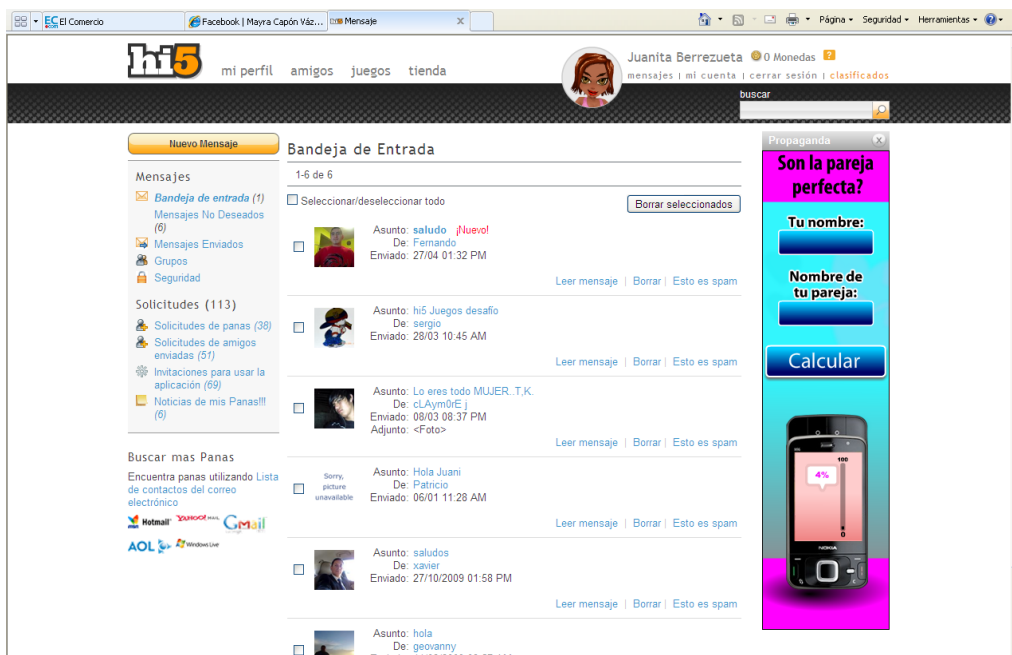 EC El Comercio
Facebook | Mayra Capón Váz...
Mensaje
Página
Seguridad
Herramientas
hi5
mi perfil amigos juegos tienda
Juanita Berrezueta 0 Monedas ?
mensajes | mi cuenta | cerrar sesión | clasificados
buscar
Nuevo Mensaje
Mensajes
Bandeja de entrada (1)
Mensajes No Deseados
(6)
Mensajes Enviados
Grupos
Seguridad
Solicitudes (113)
Solicitudes de panas (38)
Solicitudes de amigos
enviadas (51)
Invitaciones para usar la
aplicación (69)
Noticias de mis Panas!!!
(6)
Buscar mas Panas
Encuentra panas utilizando Lista
de contactos del correo
electrónico
msn Hotmail YAHOO! MAIL Gmail
AOL Windows Live
Bandeja de Entrada
1-6 de 6
Seleccionar/deseleccionar todo
Borrar seleccionados
Asunto: saludo ¡Nuevo!
De: Fernando
Enviado: 27/04 01:32 PM
Leer mensaje | Borrar | Esto es spam
Asunto: hi5 Juegos desafío
De: sergio
Enviado: 28/03 10:45 AM
Leer mensaje | Borrar | Esto es spam
Asunto: Lo eres todo MUJER..T,K.
De: cLAym0rE j
Enviado: 08/03 08:37 PM
Adjunto: <Foto>
Leer mensaje | Borrar | Esto es spam
Sorry,
picture
unavailable
Asunto: Hola Juani
De: Patricio
Enviado: 06/01 11:28 AM
Leer mensaje | Borrar | Esto es spam
Asunto: saludos
De: xavier
Enviado: 27/10/2009 01:58 PM
Leer mensaje | Borrar | Esto es spam
Asunto: hola
De: geovanny
Propaganda
Son la pareja
perfecta?
Tu nombre:
Nombre de
tu pareja:
Calcular
100
4%
0
NOKIA